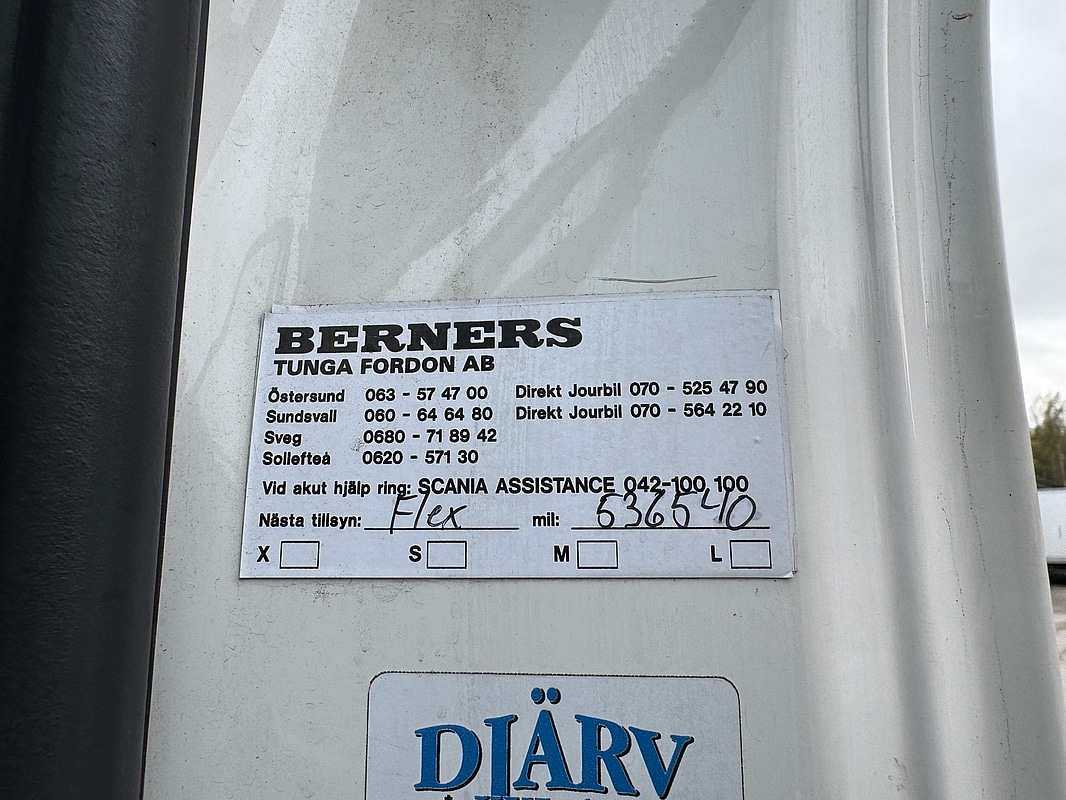 BERNERS
TUNGA FORDON AB
Östersund 063 - 57 47 00 Direkt Jourbil 070 - 525 47 90
Sundsvall 060 - 64 64 80 Direkt Jourbil 070 - 564 22 10
Sveg 0680 - 71 89 42
Sollefteå 0620 - 571 30
Vid akut hjälp ring: SCANIA ASSISTANCE 042-100 100
Nästa tillsyn: Flex mil: 536540
X S M L
DJÄRV